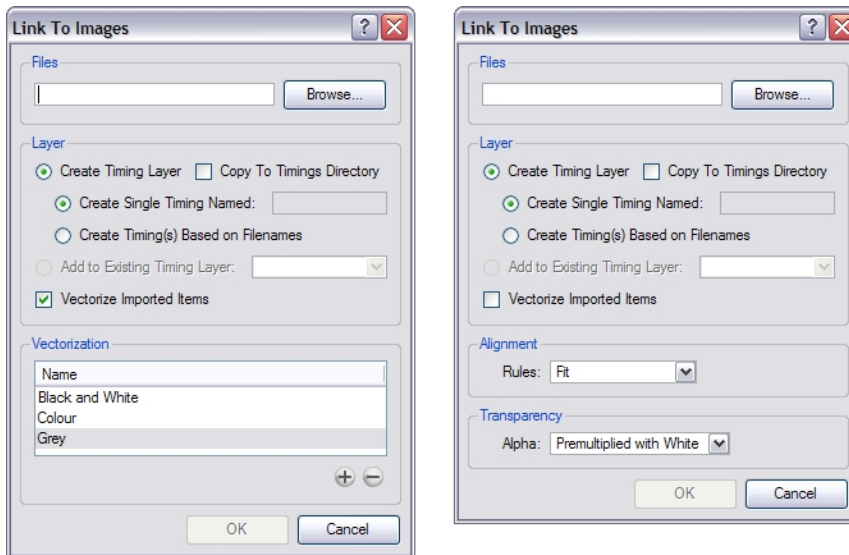 Link To Images
Files
Browse...
Layer
Create Timing Layer Copy To Timings Directory
Create Single Timing Named:
Create Timing(s) Based on Filenames
Add to Existing Timing Layer:
Vectorize Imported Items
Vectorization
Name
Black and White
Colour
Grey
OK Cancel
Link To Images
Files
Browse...
Layer
Create Timing Layer Copy To Timings Directory
Create Single Timing Named:
Create Timing(s) Based on Filenames
Add to Existing Timing Layer:
Vectorize Imported Items
Alignment
Rules: Fit
Transparency
Alpha: Premultiplied with White
OK Cancel